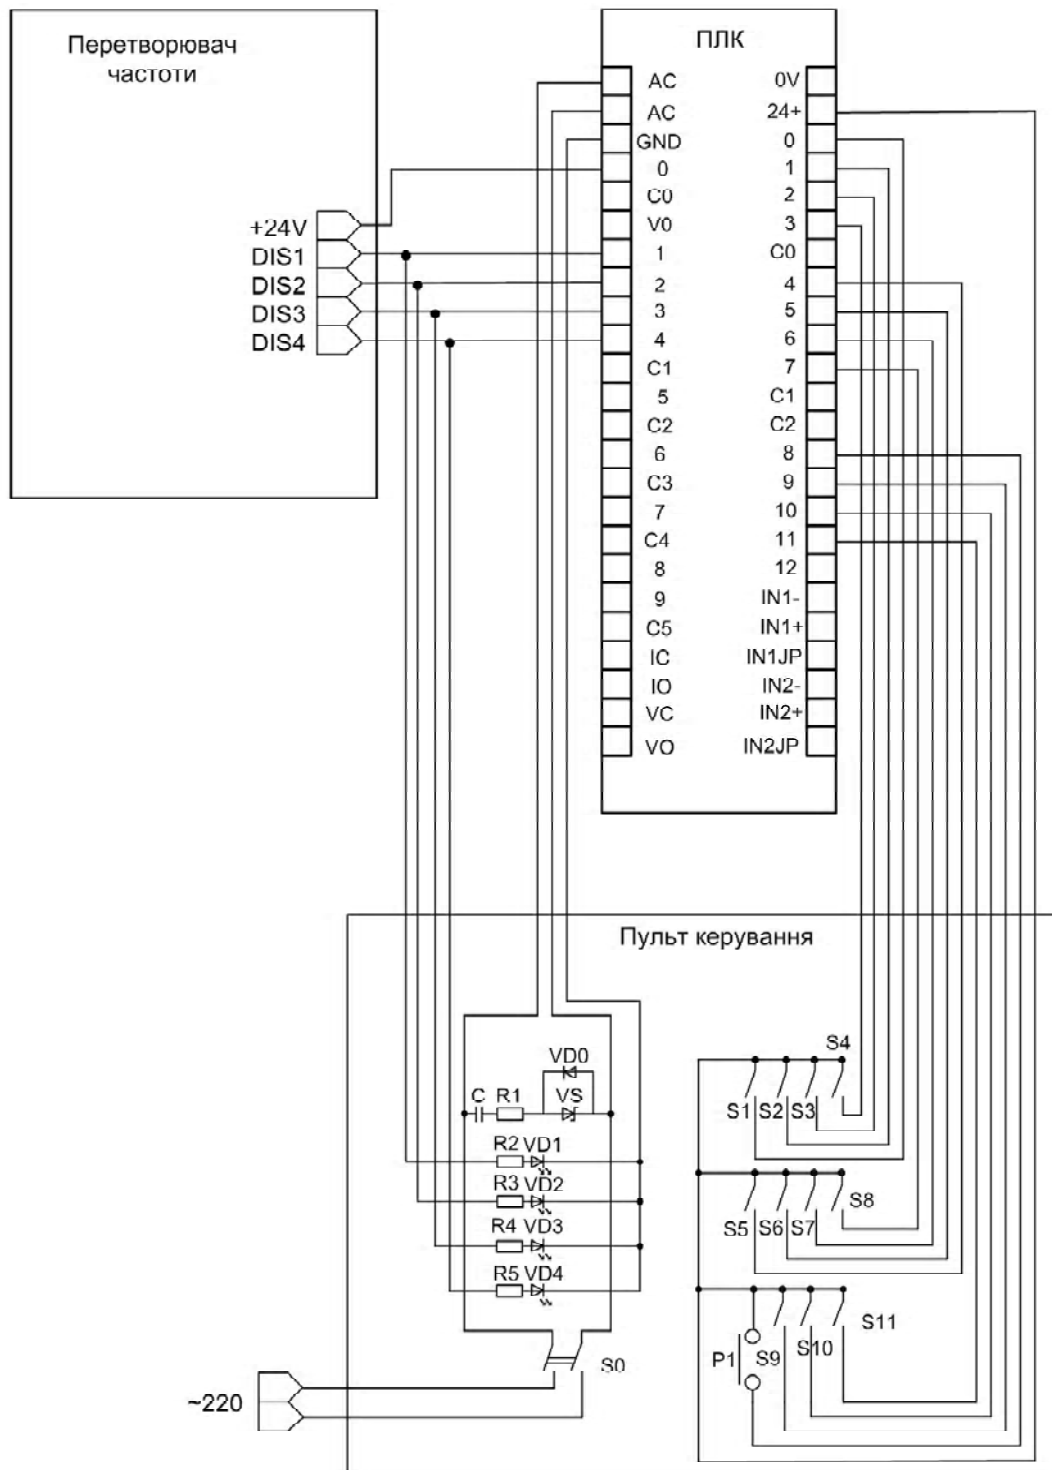 Перетворювач
частоти
+24V
DIS1
DIS2
DIS3
DIS4
ПЛК
AC
AC
GND
0
C0
V0
1
2
3
4
C1
5
C2
6
C3
7
C4
8
9
C5
IC
IO
VC
VO
0V
24+
0
1
2
3
C0
4
5
6
7
C1
C2
8
9
10
11
12
IN1-
IN1+
IN1JP
IN2-
IN2+
IN2JP
Пульт керування
VD0
C R1 VS
R2 VD1
R3 VD2
R4 VD3
R5 VD4
S0
~220
S4
S1 S2 S3
S8
S5 S6 S7
S11
P1 S9 S10